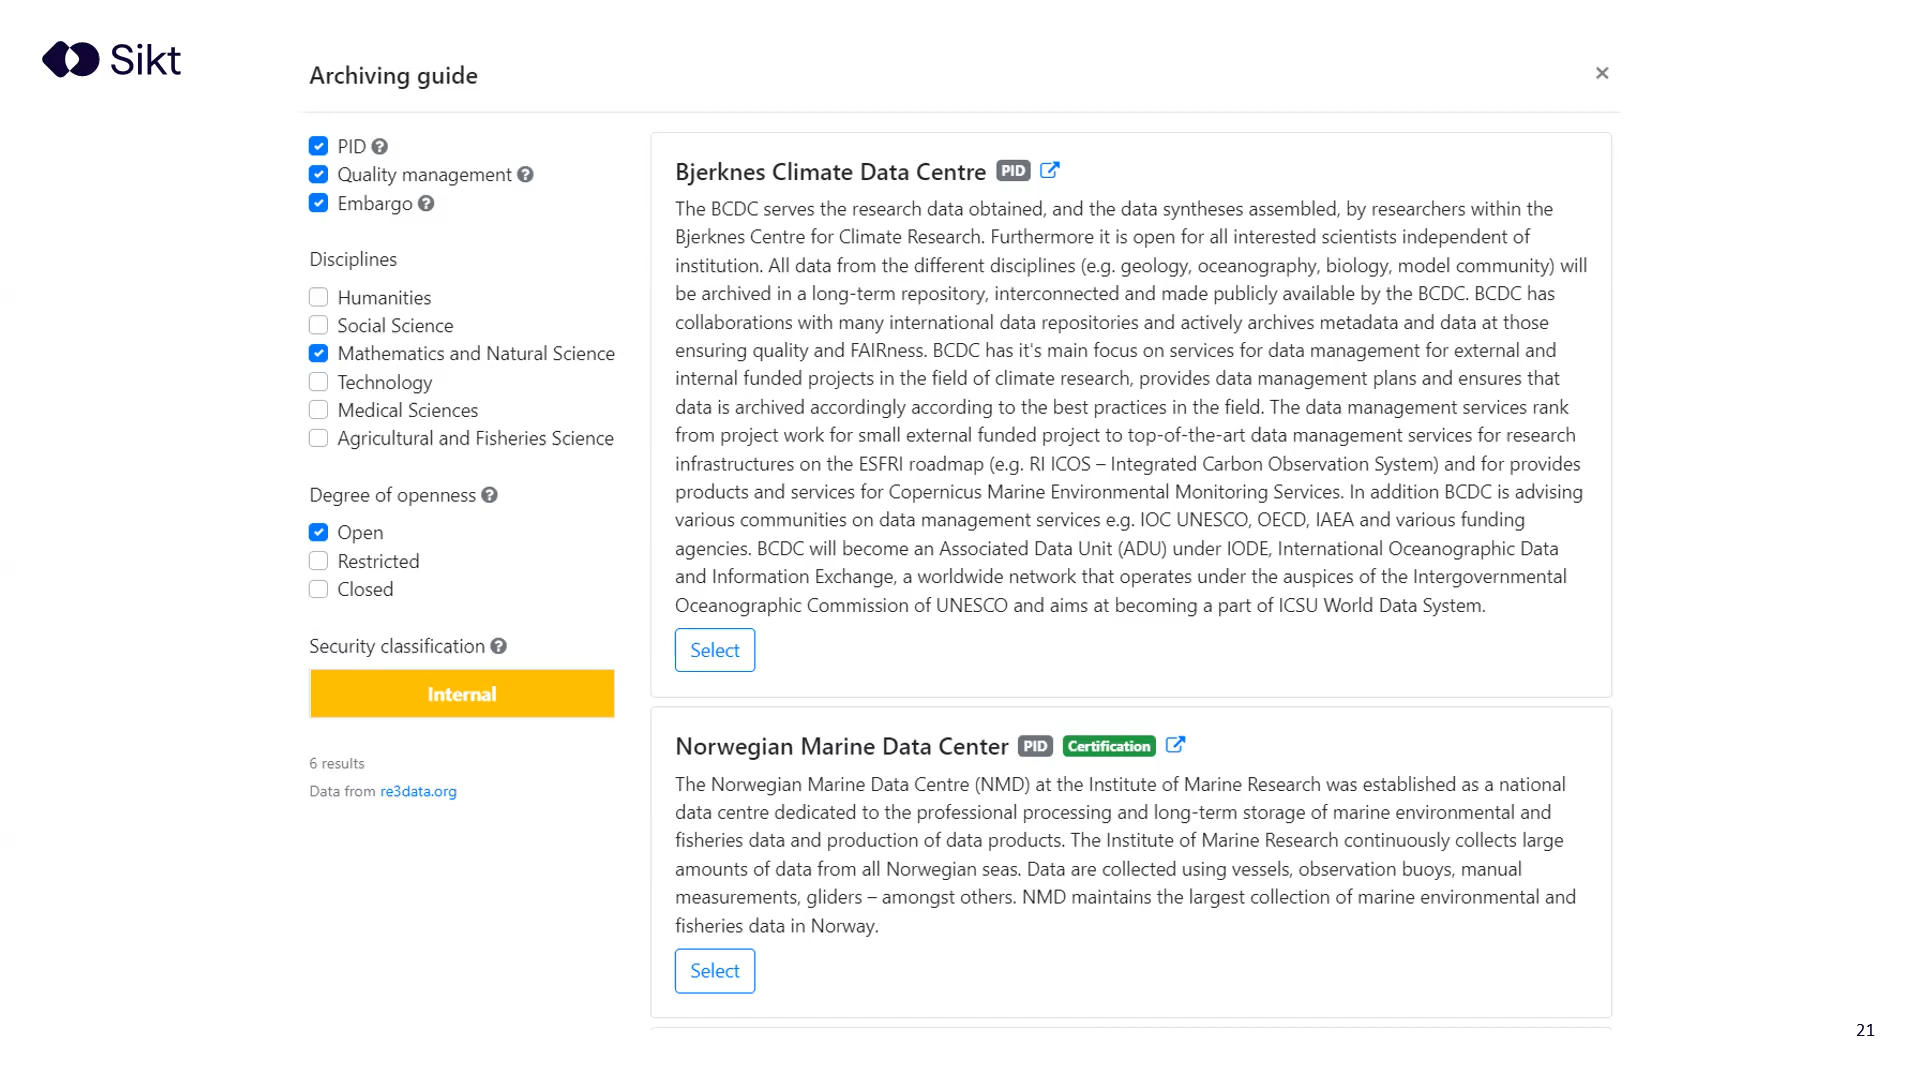 Sikt
Archiving guide
×
PID ?
Quality management ?
Embargo ?
Disciplines
Humanities
Social Science
Mathematics and Natural Science
Technology
Medical Sciences
Agricultural and Fisheries Science
Degree of openness ?
Open
Restricted
Closed
Security classification ?
Internal
6 results
Data from re3data.org
Bjerknes Climate Data Centre PID
The BCDC serves the research data obtained, and the data syntheses assembled, by researchers within the
Bjerknes Centre for Climate Research. Furthermore it is open for all interested scientists independent of
institution. All data from the different disciplines (e.g. geology, oceanography, biology, model community) will
be archived in a long-term repository, interconnected and made publicly available by the BCDC. BCDC has
collaborations with many international data repositories and actively archives metadata and data at those
ensuring quality and FAIRness. BCDC has it's main focus on services for data management for external and
internal funded projects in the field of climate research, provides data management plans and ensures that
data is archived accordingly according to the best practices in the field. The data management services rank
from project work for small external funded project to top-of-the-art data management services for research
infrastructures on the ESFRI roadmap (e.g. RI ICOS – Integrated Carbon Observation System) and for provides
products and services for Copernicus Marine Environmental Monitoring Services. In addition BCDC is advising
various communities on data management services e.g. IOC UNESCO, OECD, IAEA and various funding
agencies. BCDC will become an Associated Data Unit (ADU) under IODE, International Oceanographic Data
and Information Exchange, a worldwide network that operates under the auspices of the Intergovernmental
Oceanographic Commission of UNESCO and aims at becoming a part of ICSU World Data System.
Select
Norwegian Marine Data Center PID Certification
The Norwegian Marine Data Centre (NMD) at the Institute of Marine Research was established as a national
data centre dedicated to the professional processing and long-term storage of marine environmental and
fisheries data and production of data products. The Institute of Marine Research continuously collects large
amounts of data from all Norwegian seas. Data are collected using vessels, observation buoys, manual
measurements, gliders – amongst others. NMD maintains the largest collection of marine environmental and
fisheries data in Norway.
Select
21